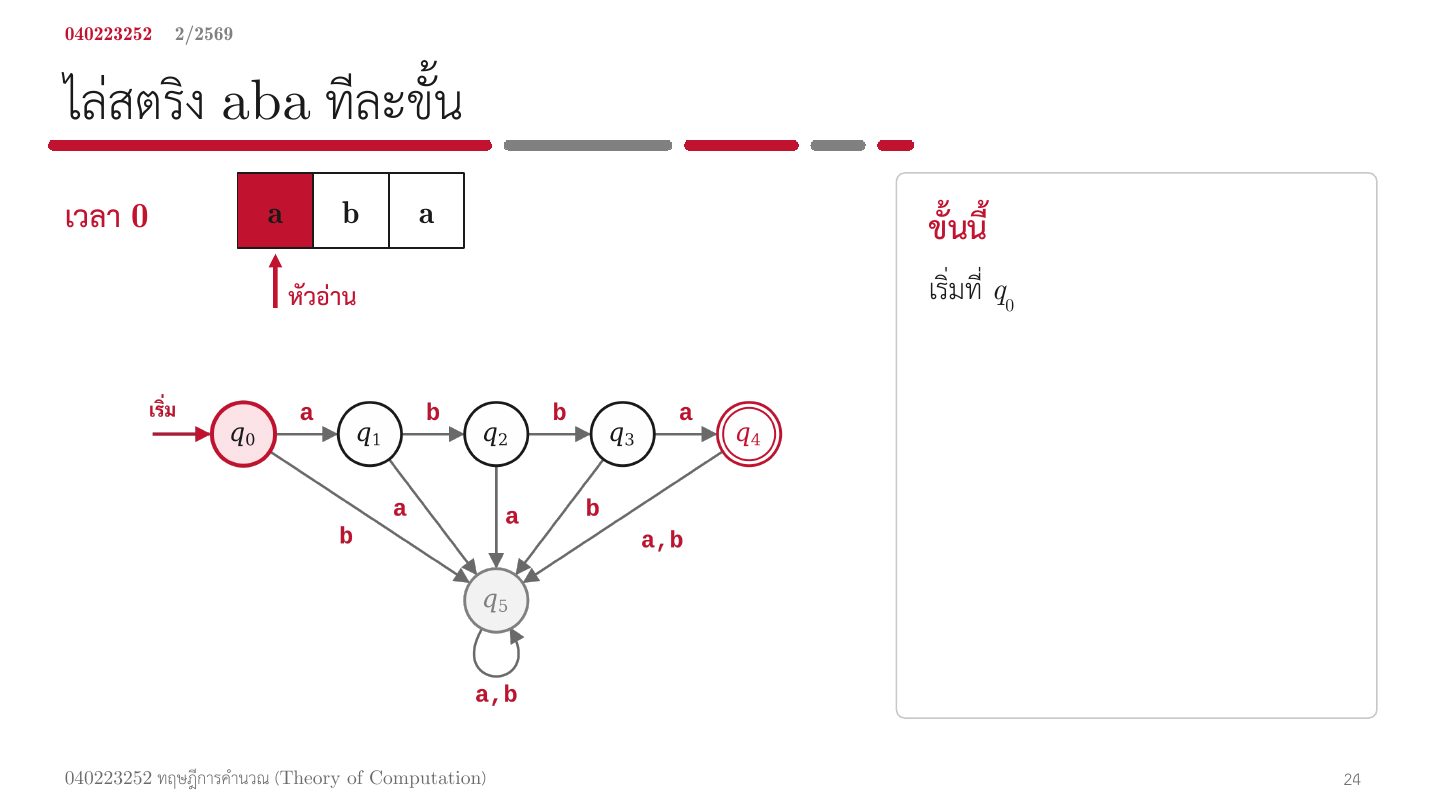 040223252 2/2569
ไล่สตริง aba ทีละขั้น
เวลา 0
a b a
หัวอ่าน
ขั้นนี้
เริ่มที่ q0
เริ่ม
a b b a
q0 q1 q2 q3 q4
a a b
b a,b
q5
a,b
040223252 ทฤษฎีการคำนวณ (Theory of Computation)
24